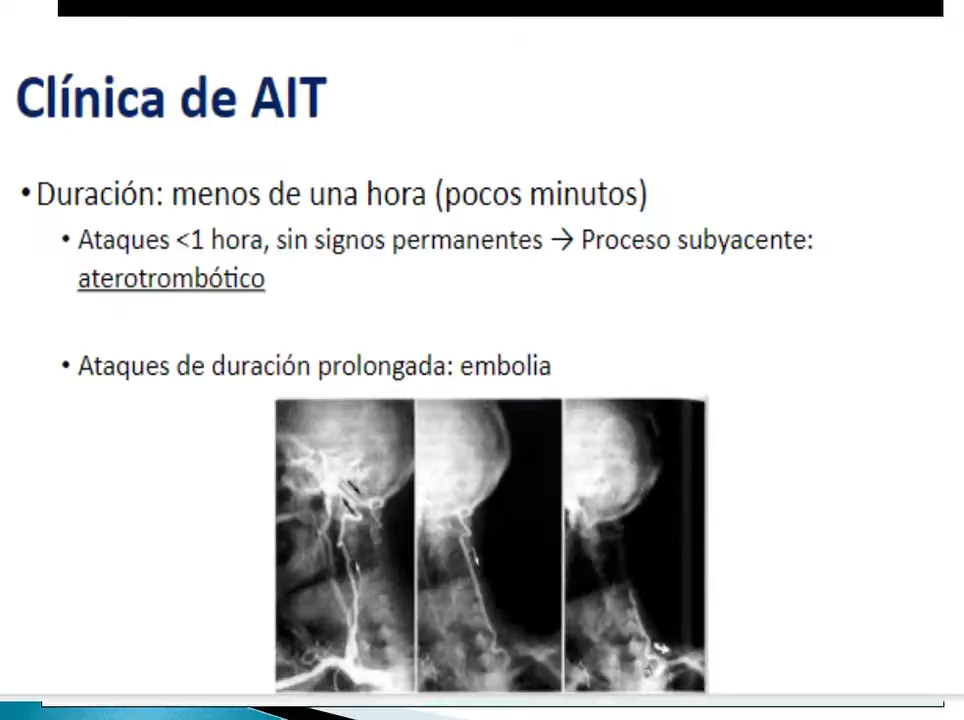 Clínica de AIT
• Duración: menos de una hora (pocos minutos)
• Ataques <1 hora, sin signos permanentes → Proceso subyacente:
aterotrombótico
• Ataques de duración prolongada: embolia